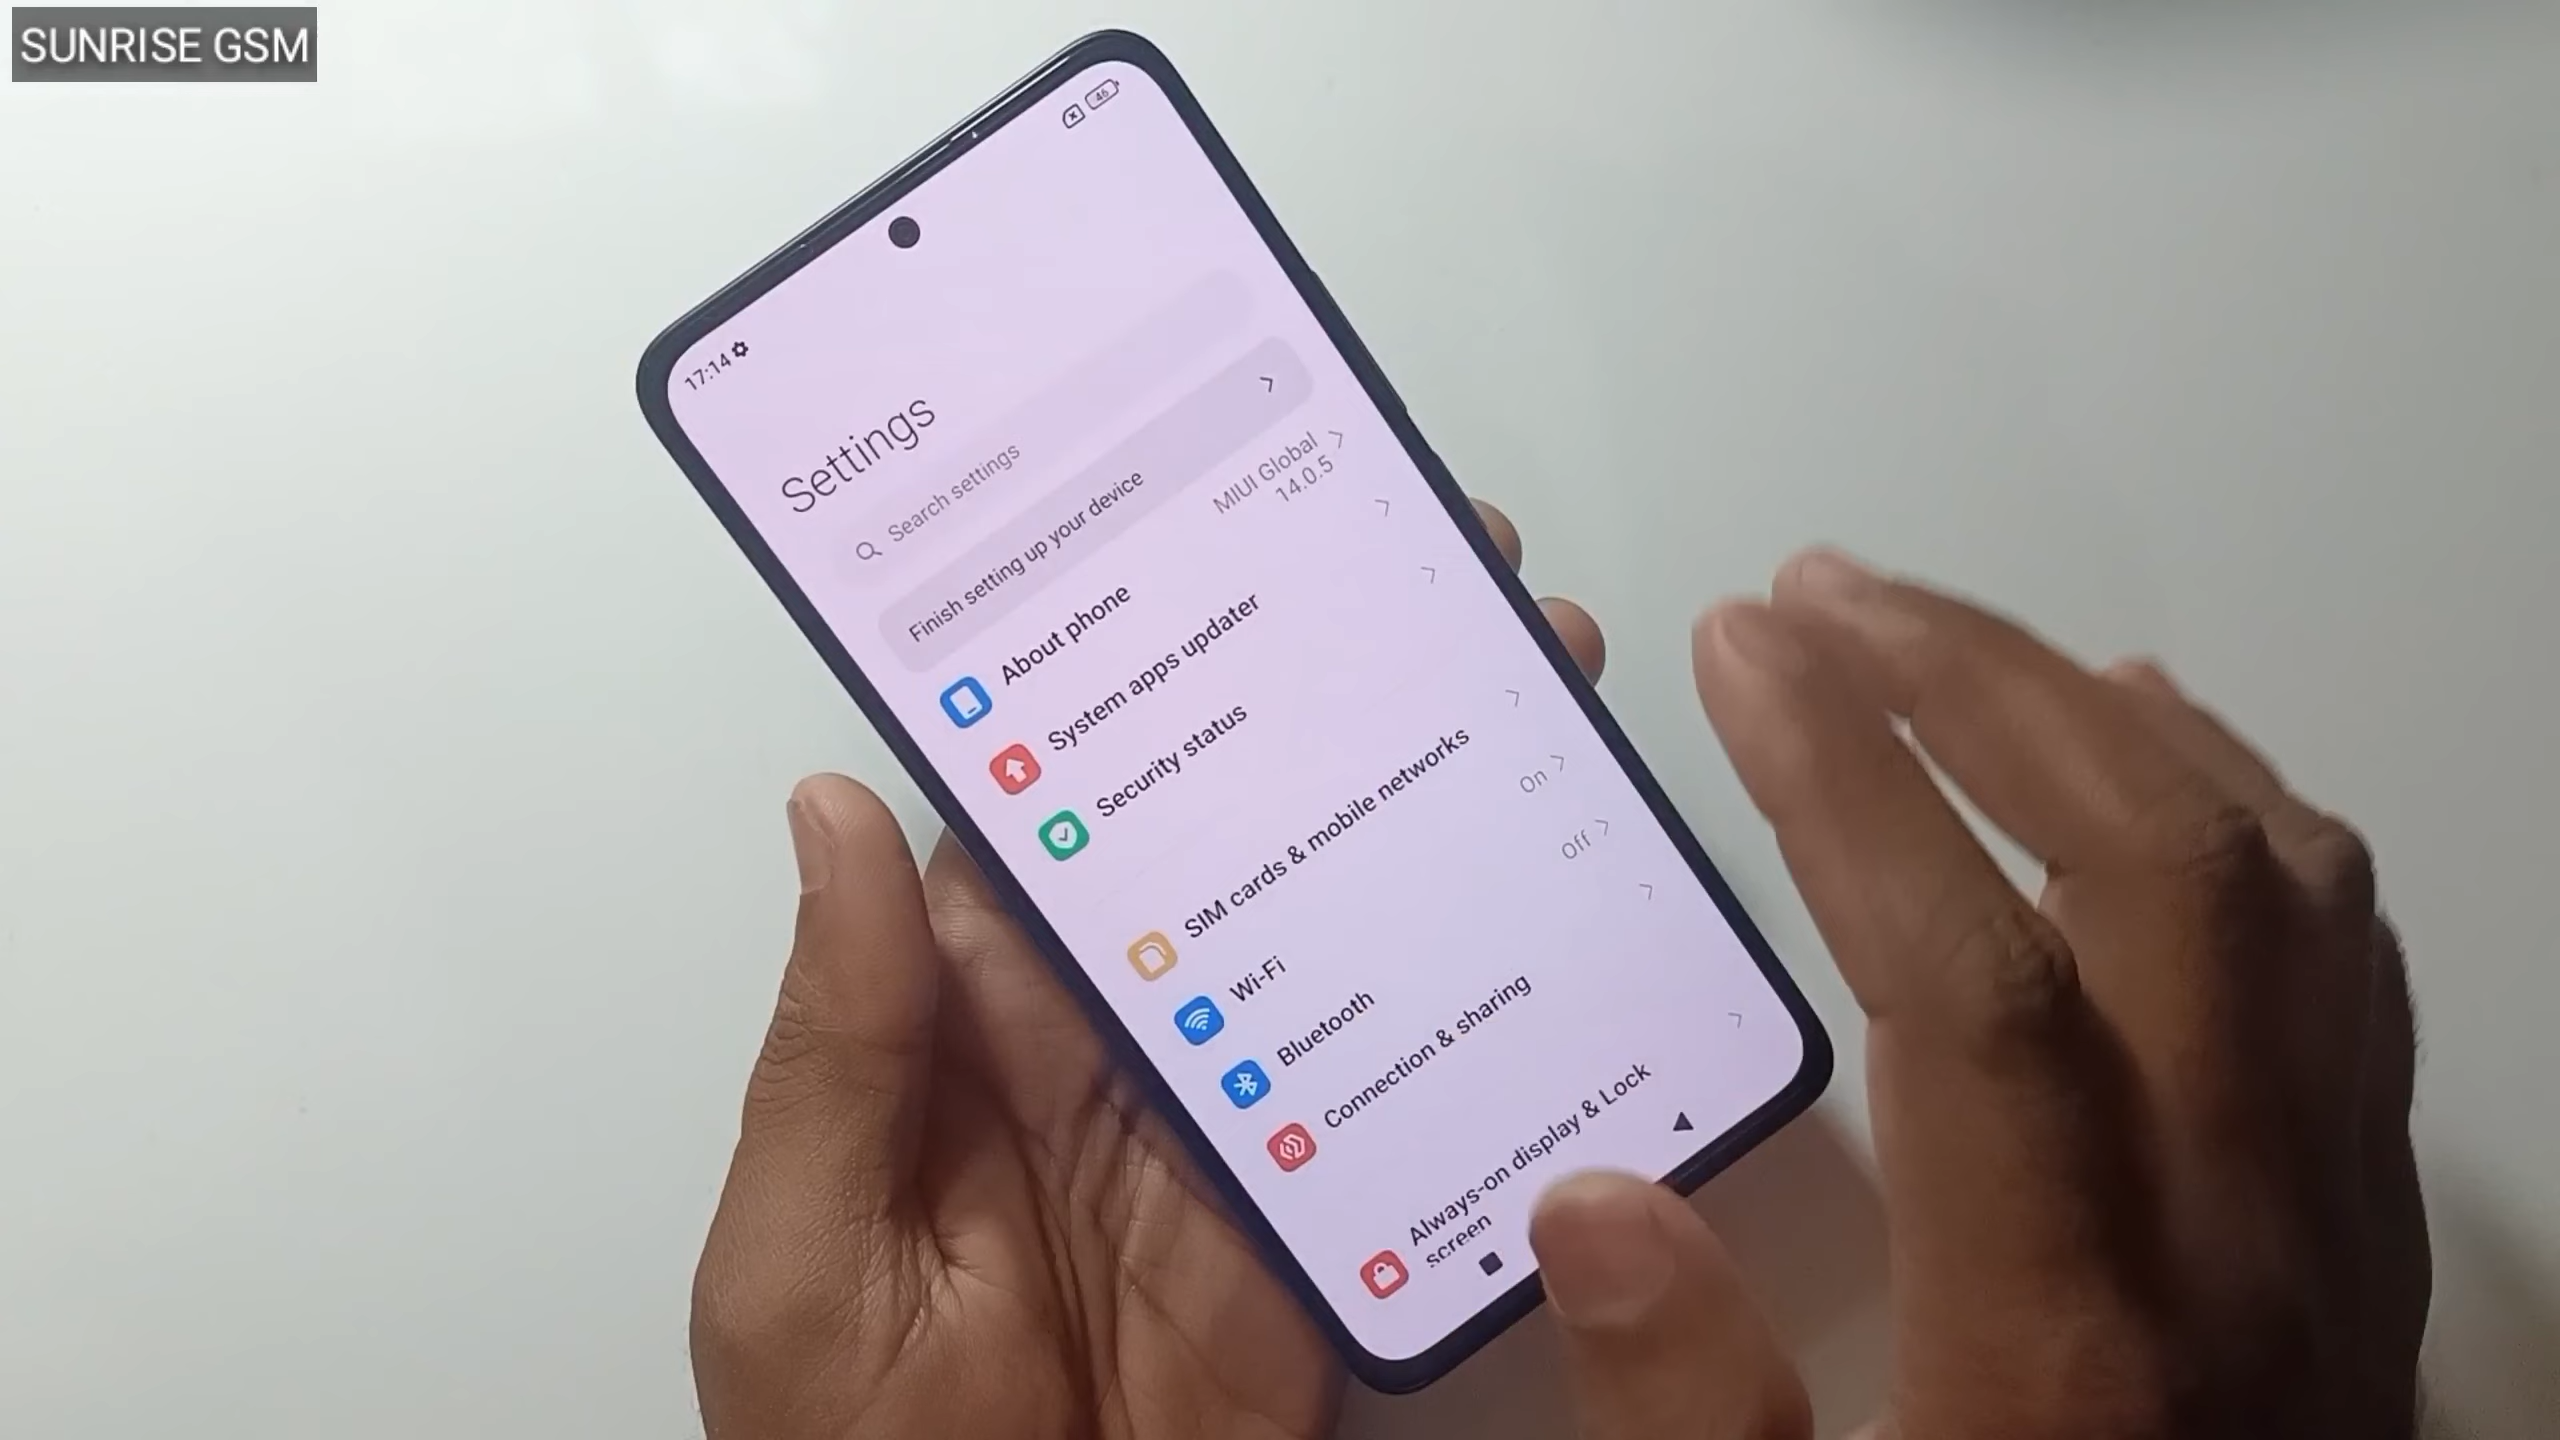 SUNRISE GSM
17:14
46
Settings
Search settings
Finish setting up your device
About phone
MIUI Global
14.0.5
System apps updater
Security status
SIM cards & mobile networks
Wi-Fi
On
Bluetooth
Off
Connection & sharing
Always-on display & Lock
screen